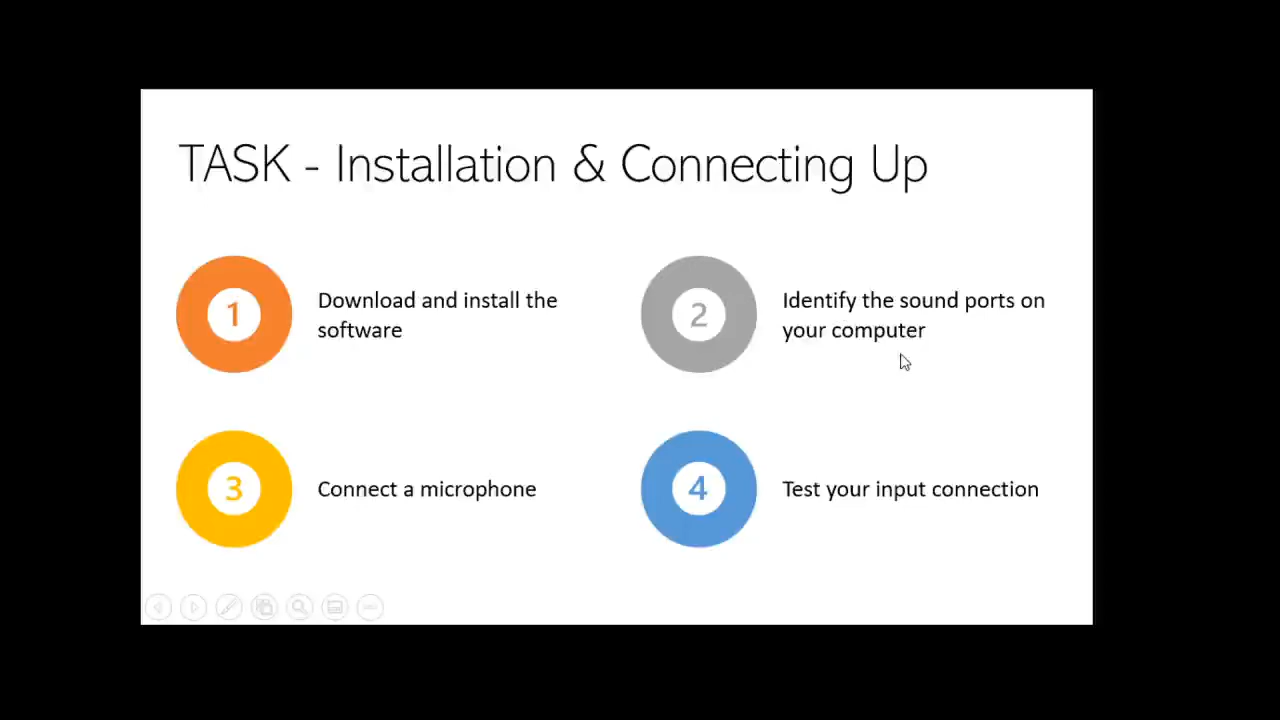 TASK - Installation & Connecting Up
1
Download and install the
software
2
Identify the sound ports on
your computer
3
Connect a microphone
4
Test your input connection